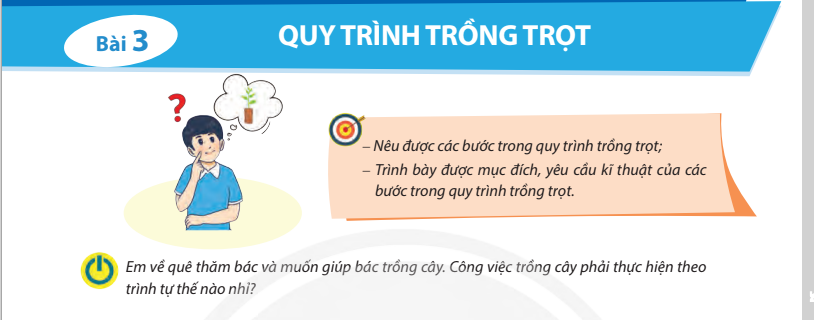 Bài 3
QUY TRÌNH TRỒNG TRỌT
?
– Nêu được các bước trong quy trình trồng trọt;
– Trình bày được mục đích, yêu cầu kĩ thuật của các
bước trong quy trình trồng trọt.
Em về quê thăm bác và muốn giúp bác trồng cây. Công việc trồng cây phải thực hiện theo
trình tự thế nào nhỉ?